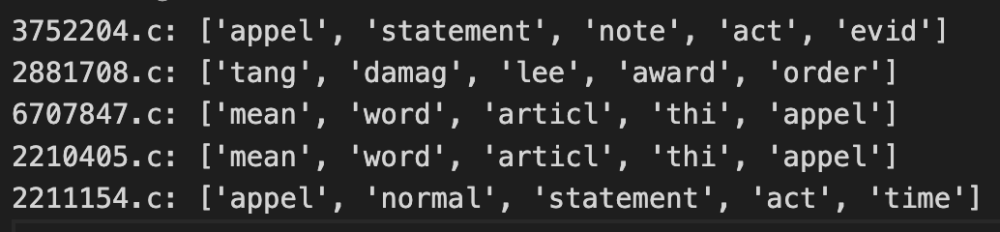 3752204.c: ['appel', 'statement', 'note', 'act', 'evid']
2881708.c: ['tang', 'damag', 'lee', 'award', 'order']
6707847.c: ['mean', 'word', 'articl', 'thi', 'appel']
2210405.c: ['mean', 'word', 'articl', 'thi', 'appel']
2211154.c: ['appel', 'normal', 'statement', 'act', 'time']